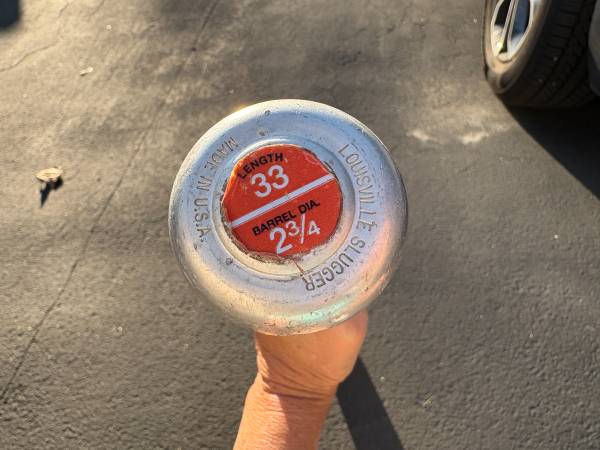 MADE IN U.S.A.
LOUISVILLE SLUGGER
LENGTH
33
BARREL DIA.
2 3/4